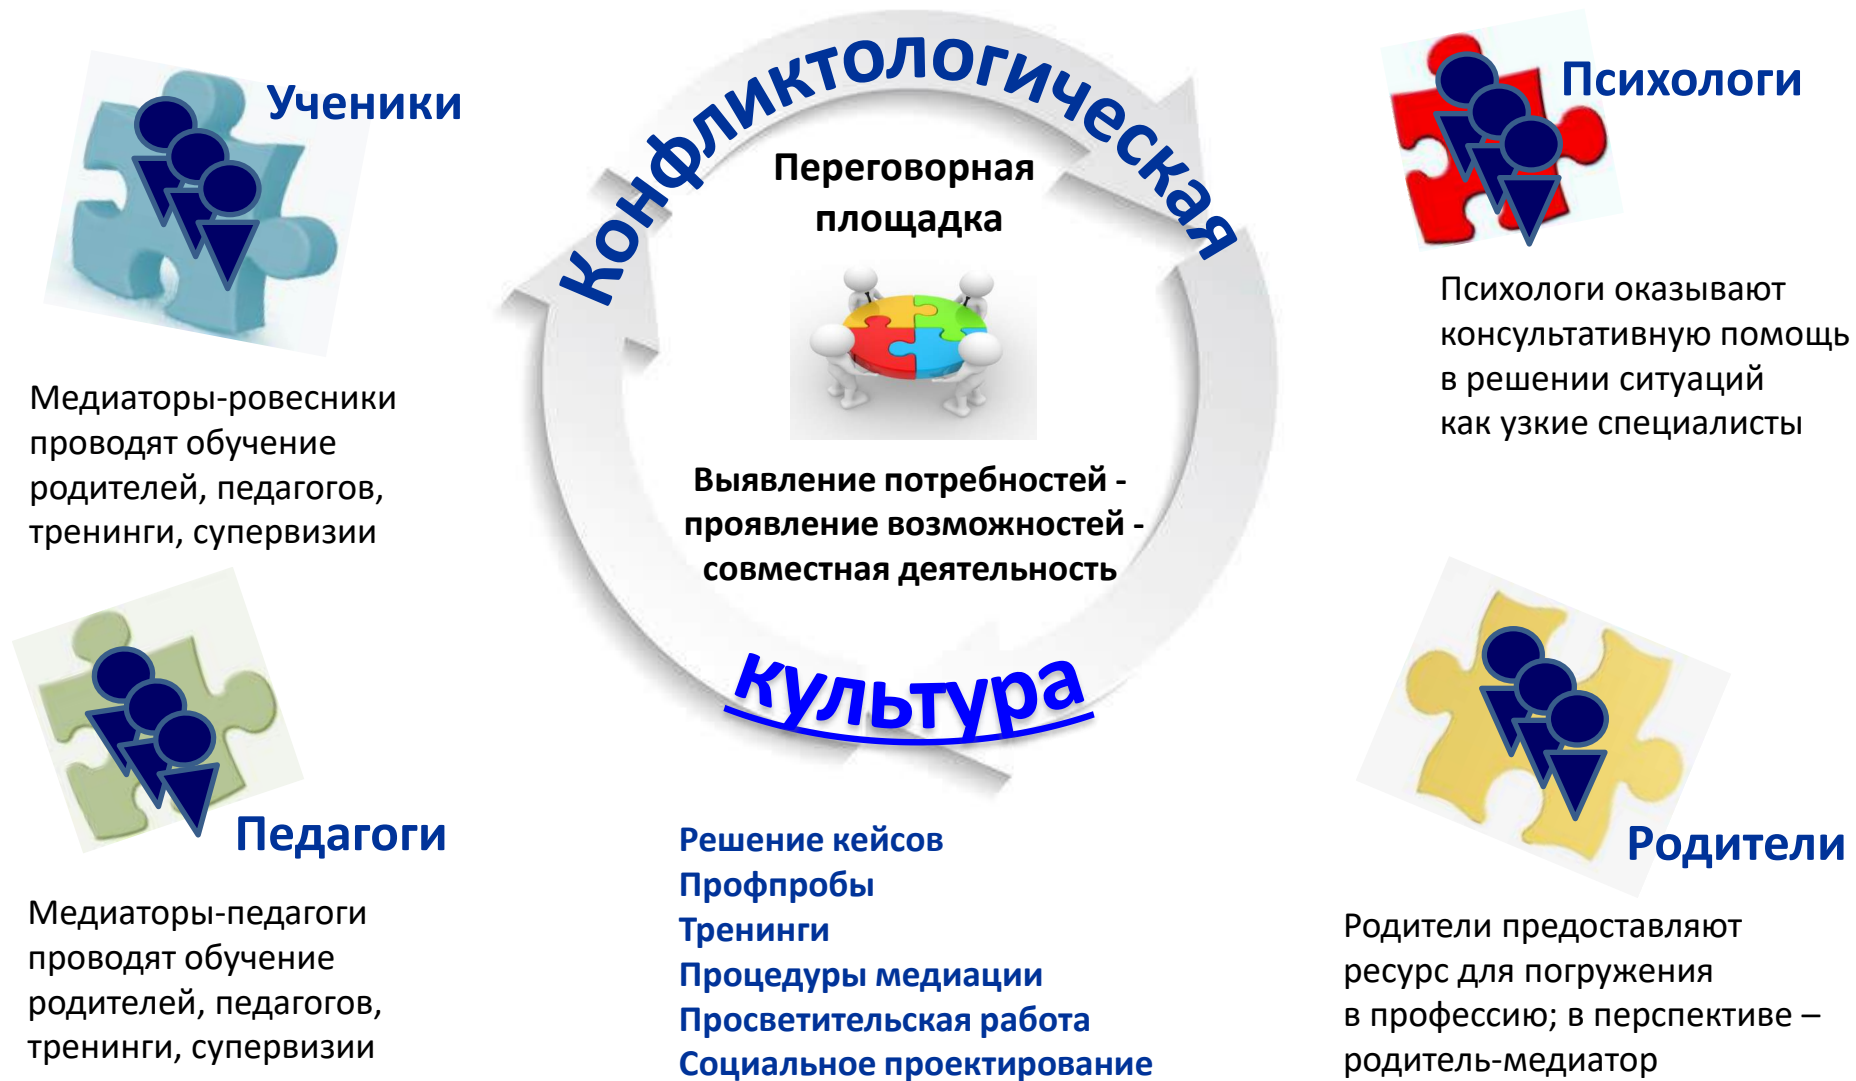 Ученики
Медиаторы-ровесники
проводят обучение
родителей, педагогов,
тренинги, супервизии
Педагоги
Медиаторы-педагоги
проводят обучение
родителей, педагогов,
тренинги, супервизии
Конфликтологическая
Переговорная
площадка
Выявление потребностей -
проявление возможностей -
совместная деятельность
культура
Решение кейсов
Профпробы
Тренинги
Процедуры медиации
Просветительская работа
Социальное проектирование
Психологи
Психологи оказывают
консультативную помощь
в решении ситуаций
как узкие специалисты
Родители
Родители предоставляют
ресурс для погружения
в профессию; в перспективе –
родитель-медиатор